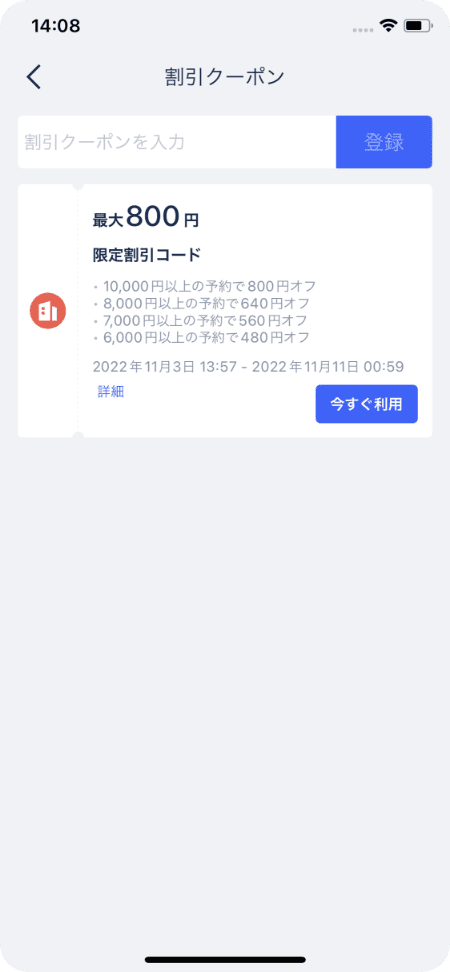 14:08
割引クーポン
割引クーポンを入力
登録
最大800円
限定割引コード
・10,000円以上の予約で800円オフ
・8,000円以上の予約で640円オフ
・7,000円以上の予約で560円オフ
・6,000円以上の予約で480円オフ
2022年11月3日 13:57 - 2022年11月11日 00:59
詳細
今すぐ利用